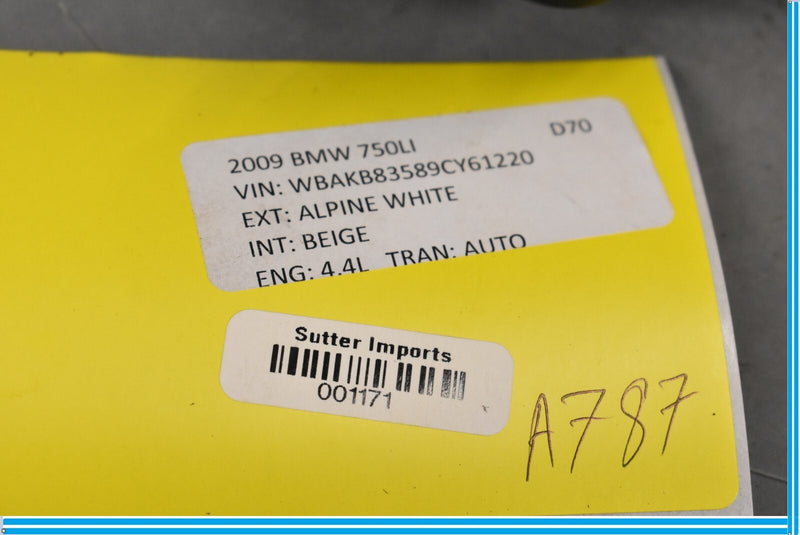 2009 BMW 750LI D70
VIN: WBAKB83589CY61220
EXT: ALPINE WHITE
INT: BEIGE
ENG: 4.4L TRAN: AUTO
Sutter Imports
001171
A787